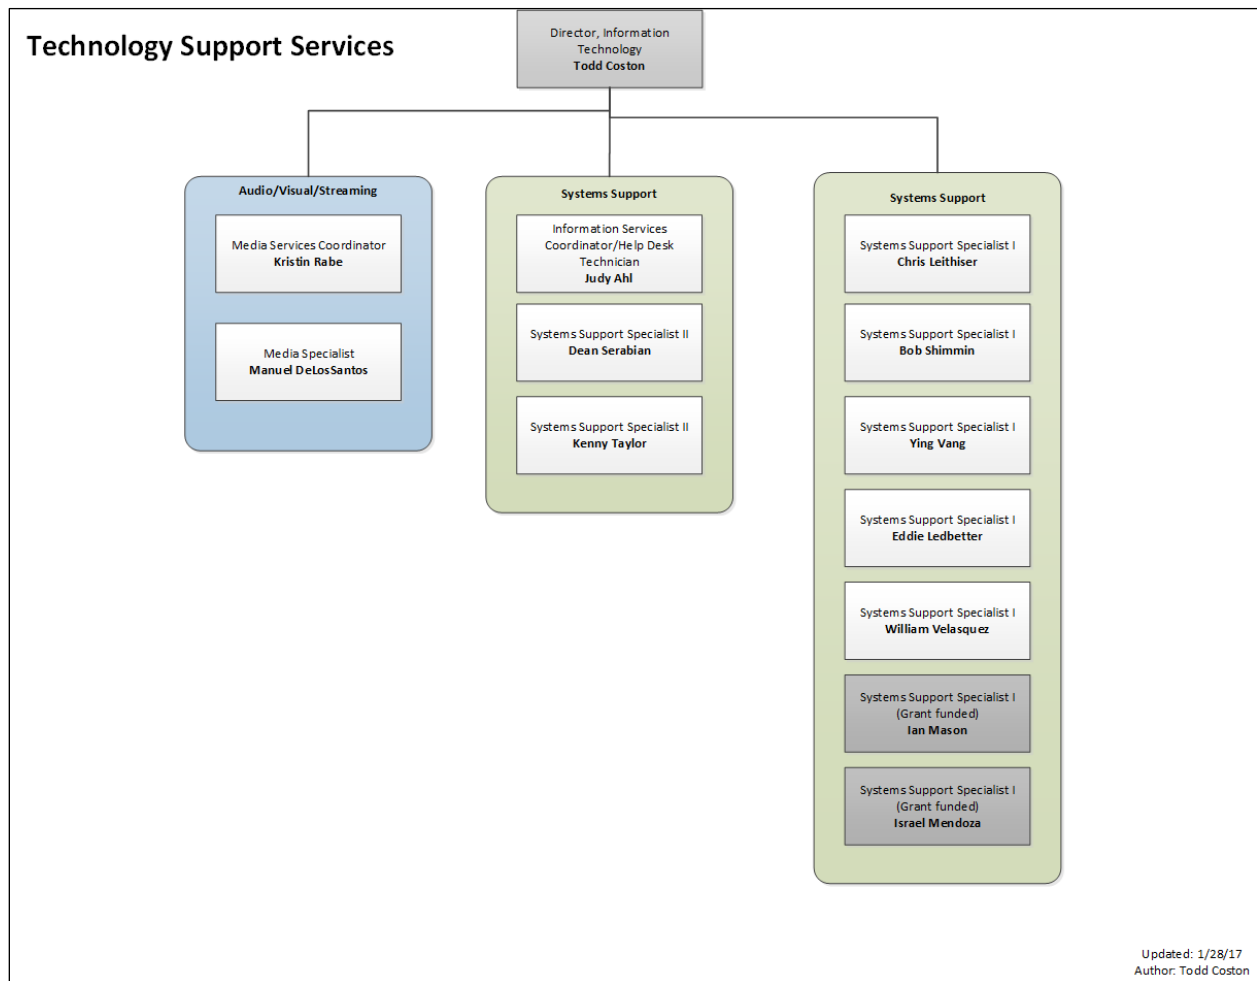 Technology Support Services
Director, Information
Technology
Todd Coston
Audio/Visual/Streaming
Media Services Coordinator
Kristin Rabe
Media Specialist
Manuel DeLosSantos
Systems Support
Information Services
Coordinator/Help Desk
Technician
Judy Ahl
Systems Support Specialist II
Dean Serabian
Systems Support Specialist II
Kenny Taylor
Systems Support
Systems Support Specialist I
Chris Leithiser
Systems Support Specialist I
Bob Shimmin
Systems Support Specialist I
Ying Vang
Systems Support Specialist I
Eddie Ledbetter
Systems Support Specialist I
William Velasquez
Systems Support Specialist I
(Grant funded)
Ian Mason
Systems Support Specialist I
(Grant funded)
Israel Mendoza
Updated: 1/28/17
Author: Todd Coston